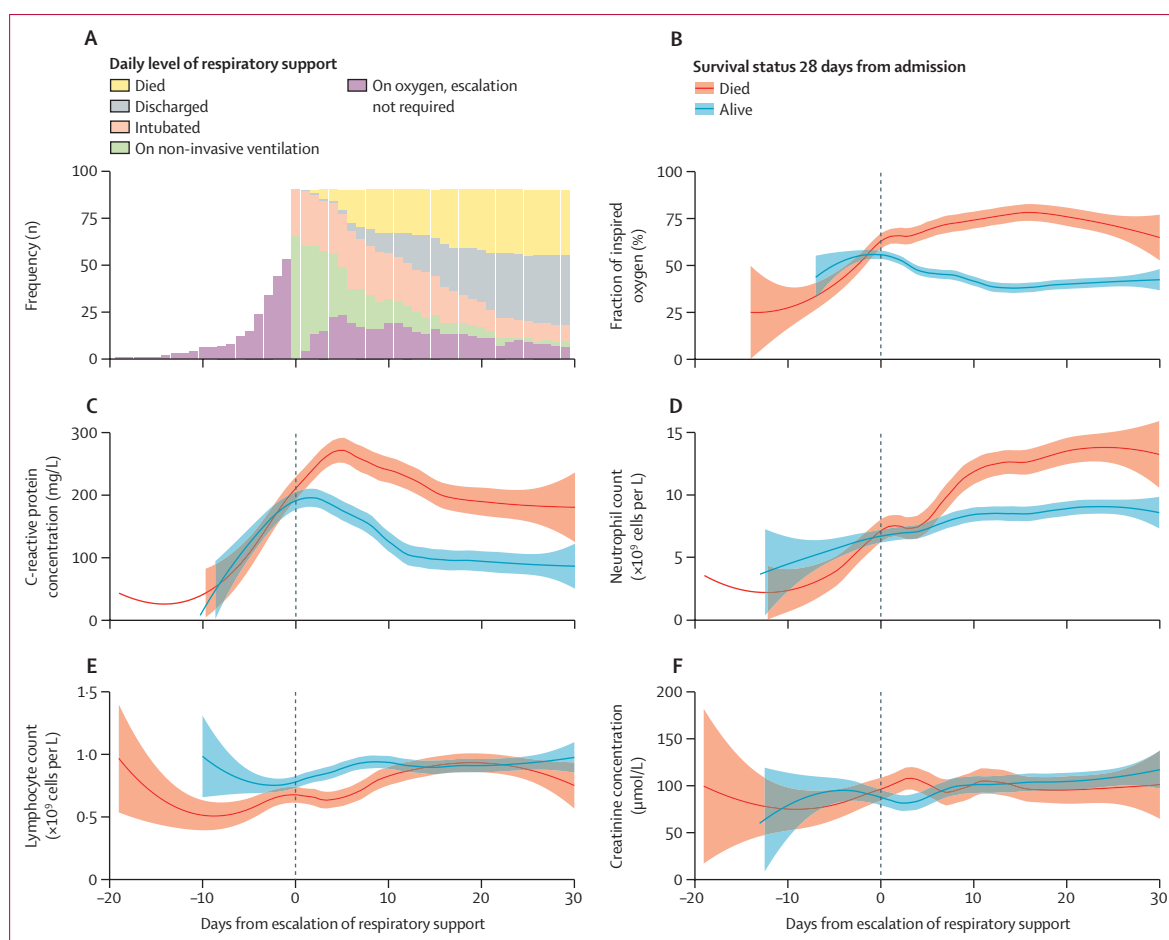 A
Daily level of respiratory support
Died
Discharged
Intubated
On non-invasive ventilation
On oxygen, escalation
not required
Frequency (n)
100
75
50
25
0
B
Survival status 28 days from admission
Died
Alive
Fraction of inspired
oxygen (%)
100
75
50
25
0
C
C-reactive protein
concentration (mg/L)
300
200
100
0
D
Neutrophil count
(×10⁹ cells per L)
15
10
5
0
E
Lymphocyte count
(×10⁹ cells per L)
1·5
1·0
0·5
0
–20
–10
0
10
20
30
Days from escalation of respiratory support
F
Creatinine concentration
(μmol/L)
200
150
100
50
0
–20
–10
0
10
20
30
Days from escalation of respiratory support